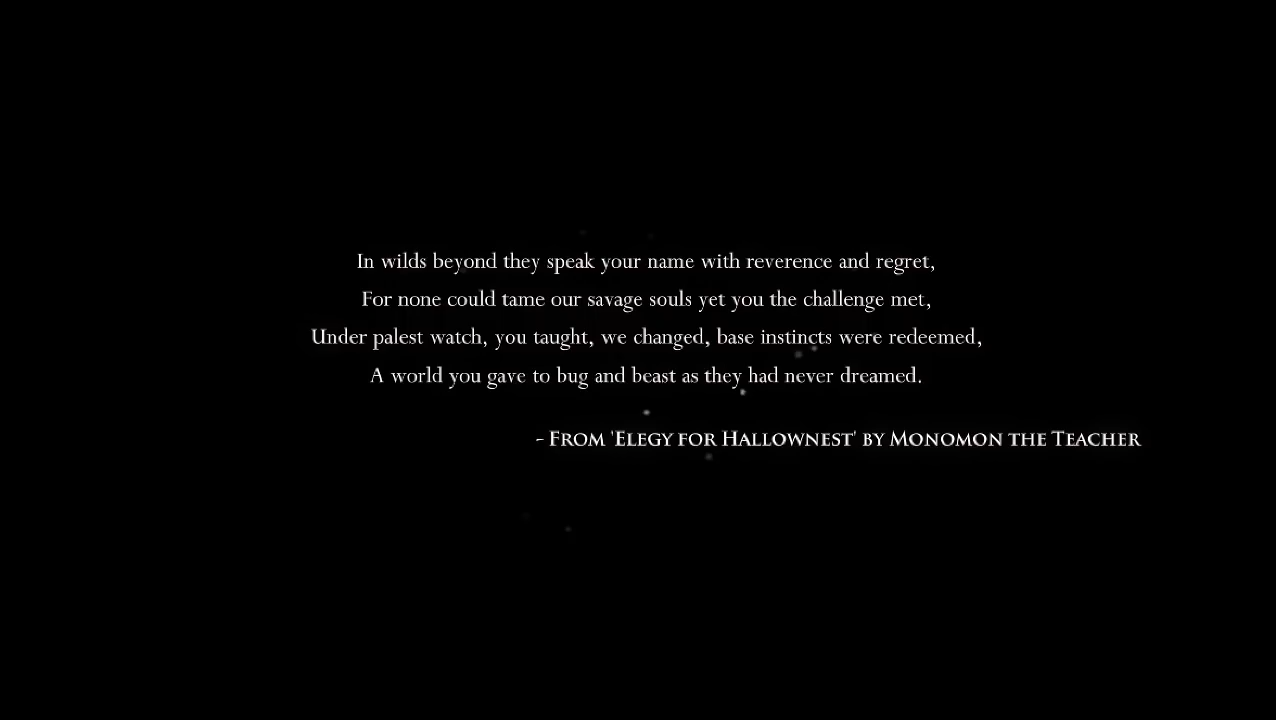 In wilds beyond they speak your name with reverence and regret,
For none could tame our savage souls yet you the challenge met,
Under palest watch, you taught, we changed, base instincts were redeemed,
A world you gave to bug and beast as they had never dreamed.
- From 'Elegy for Hallownest' by Monomon the Teacher